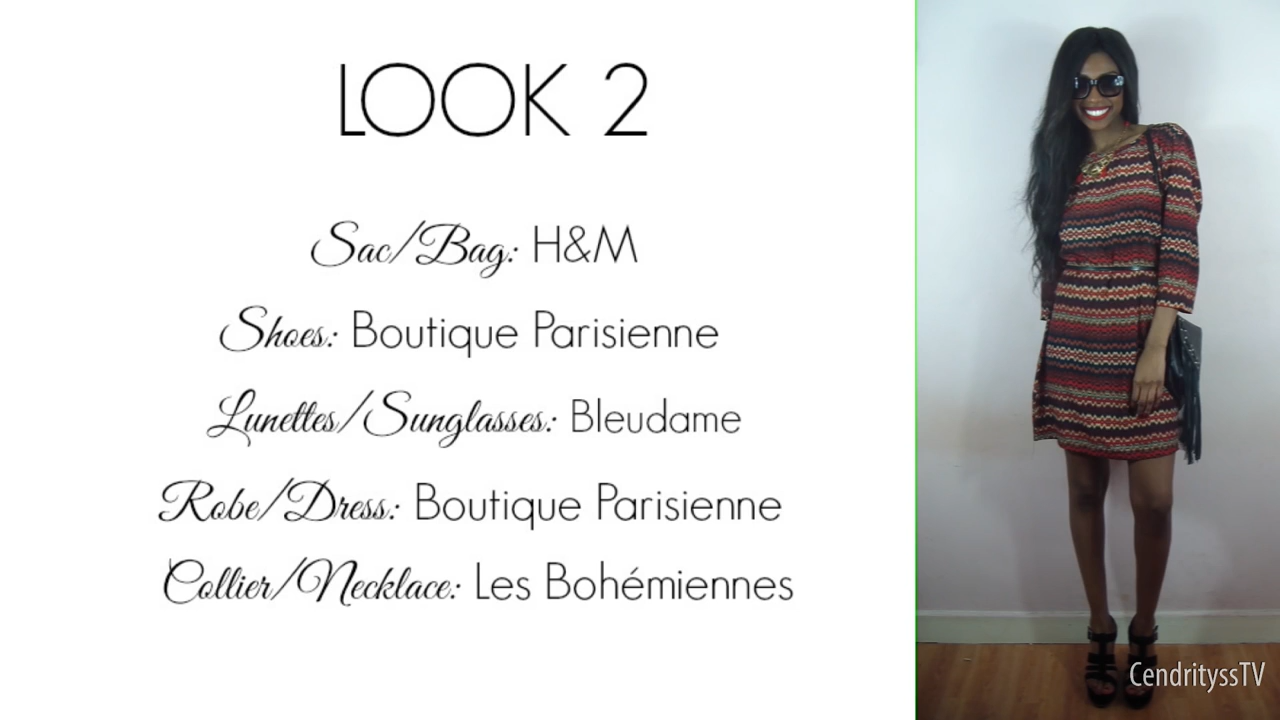 LOOK 2
Sac/Bag: H&M
Shoes: Boutique Parisienne
Lunettes/Sunglasses: Bleudame
Robe/Dress: Boutique Parisienne
Collier/Necklace: Les Bohémiennes
CendrityssTV